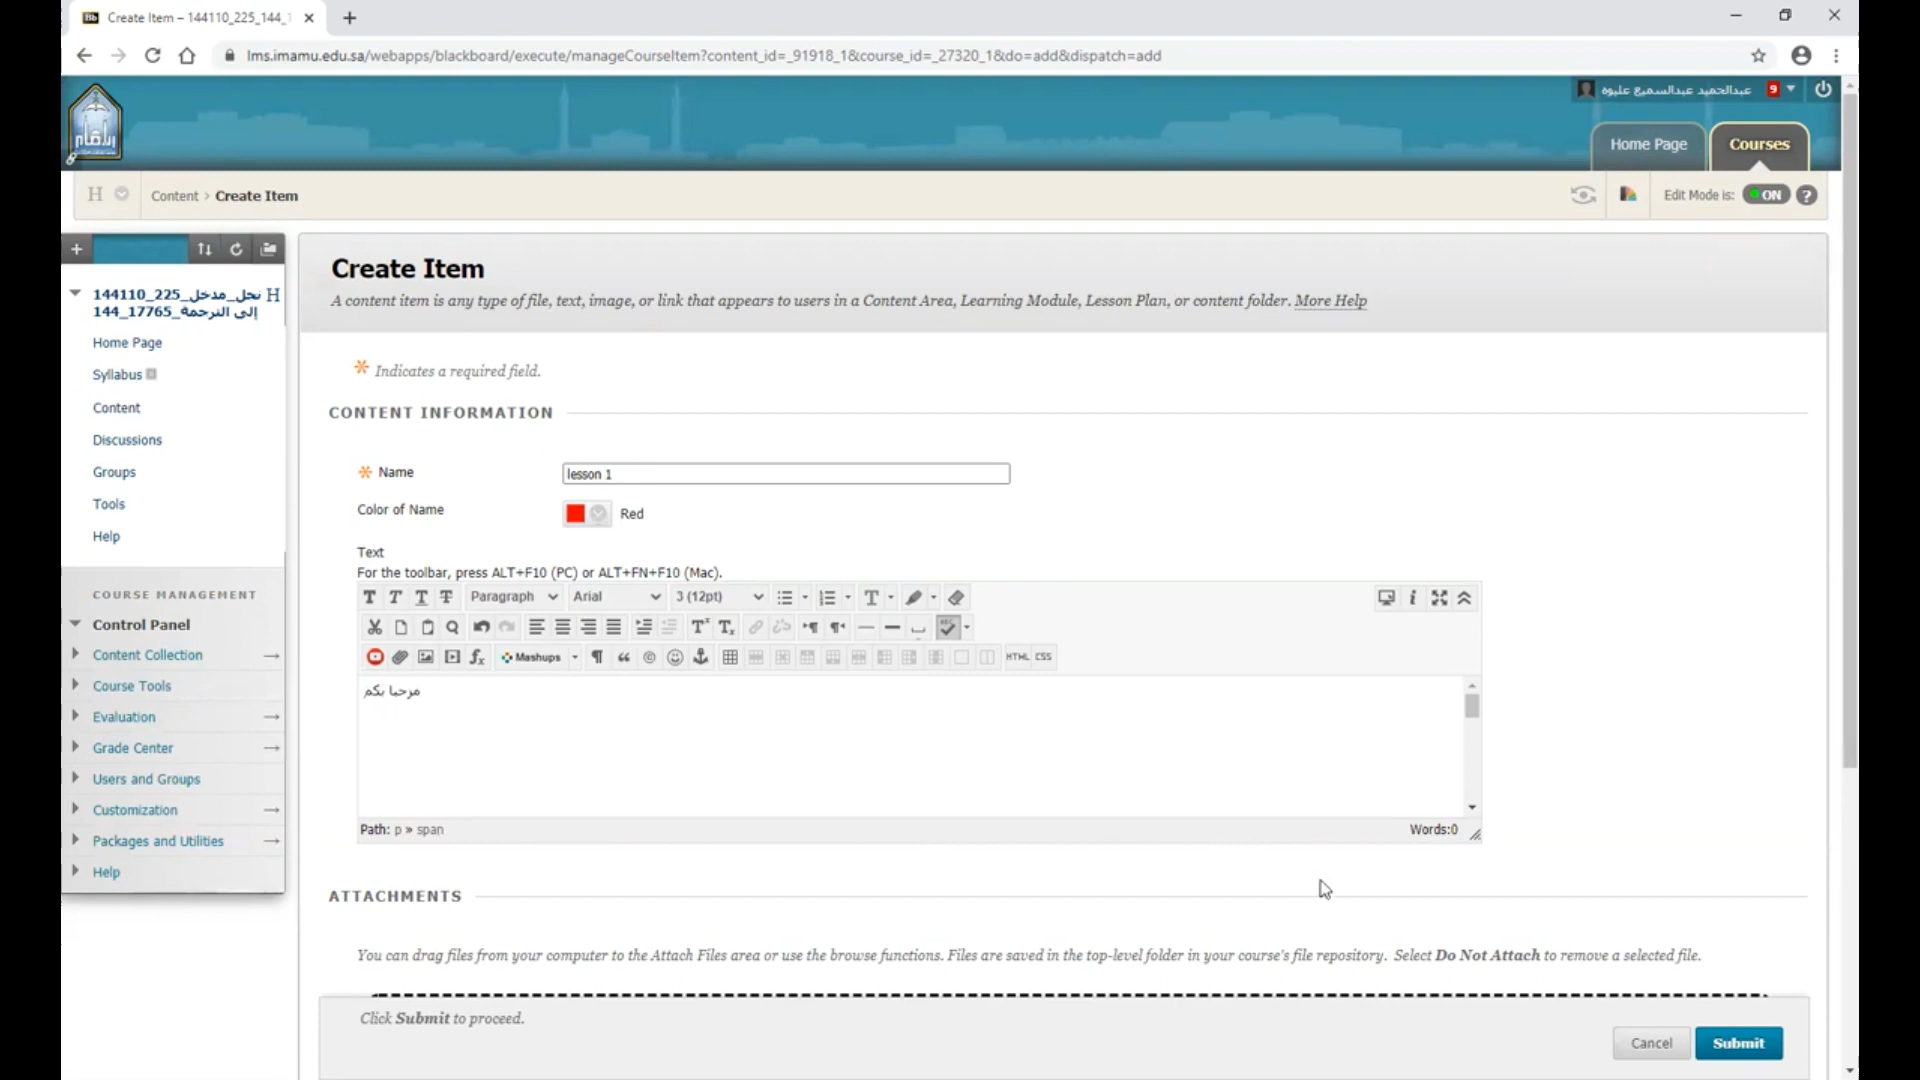 Create Item – 144110_225_144_1
lms.imamu.edu.sa/webapps/blackboard/execute/manageCourseItem?content_id=_91918_1&course_id=_27320_1&do=add&dispatch=add
عبدالحميد عبدالسميع عليوه 9
Home Page
Courses
H
Content > Create Item
Edit Mode is: ON ?
144110_225_نحل_مدخل
إلى الترجمة_17765_144
Home Page
Syllabus
Content
Discussions
Groups
Tools
Help
COURSE MANAGEMENT
Control Panel
Content Collection
Course Tools
Evaluation
Grade Center
Users and Groups
Customization
Packages and Utilities
Help
Create Item
A content item is any type of file, text, image, or link that appears to users in a Content Area, Learning Module, Lesson Plan, or content folder. More Help
Indicates a required field.
CONTENT INFORMATION
Name
lesson 1
Color of Name
Red
Text
For the toolbar, press ALT+F10 (PC) or ALT+FN+F10 (Mac).
T T T T Paragraph Arial 3 (12pt)
Mashups HTML CSS
مرحبا بكم
Path: p » span
Words:0
ATTACHMENTS
You can drag files from your computer to the Attach Files area or use the browse functions. Files are saved in the top-level folder in your course's file repository. Select Do Not Attach to remove a selected file.
Click Submit to proceed.
Cancel
Submit